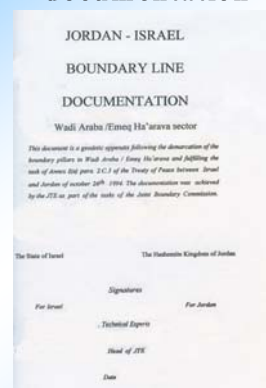 JORDAN - ISRAEL
BOUNDARY LINE
DOCUMENTATION
Wadi Araba /Emeq Ha'arava sector
This document is a geodetic appendix following the demarcation of the
boundary pillars in Wadi Araba / Emeq Ha'arava and fulfilling the
task of Annex I(a) para. 2.C.3 of the Treaty of Peace between Israel
and Jordan of october 26th 1994. The documentation was achieved
by the JTE as part of the tasks of the Joint Boundary Commission.
The State of Israel The Hashemite Kingdom of Jordan
Signatures
For Israel For Jordan
Technical Experts
Head of JTE
Date